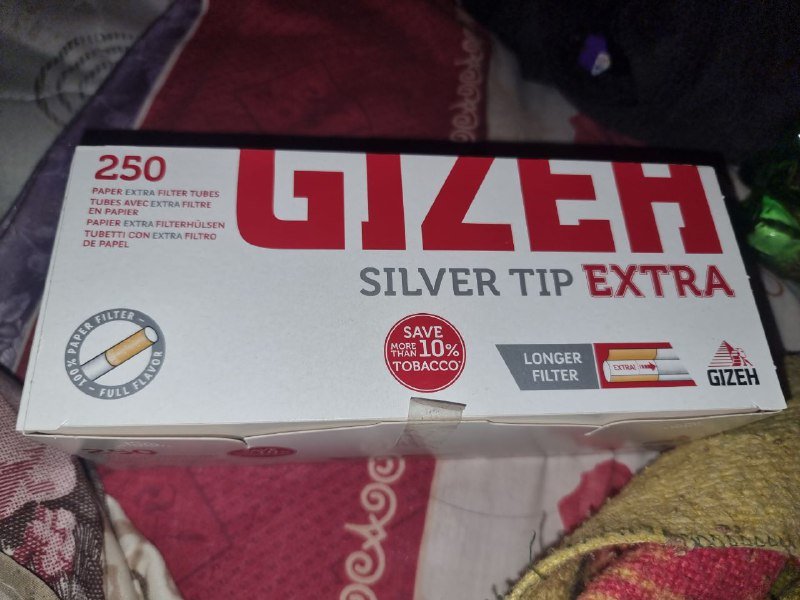 250
PAPER EXTRA FILTER TUBES
TUBES AVEC EXTRA FILTRE
EN PAPIER
PAPIER EXTRA FILTERHÜLSEN
TUBETTI CON EXTRA FILTRO
DE PAPEL
GIZEH
SILVER TIP EXTRA
100% PAPER FILTER –
– FULL FLAVOR
SAVE
MORE THAN 10%
TOBACCO*
LONGER
FILTER
EXTRA!
GIZEH
250